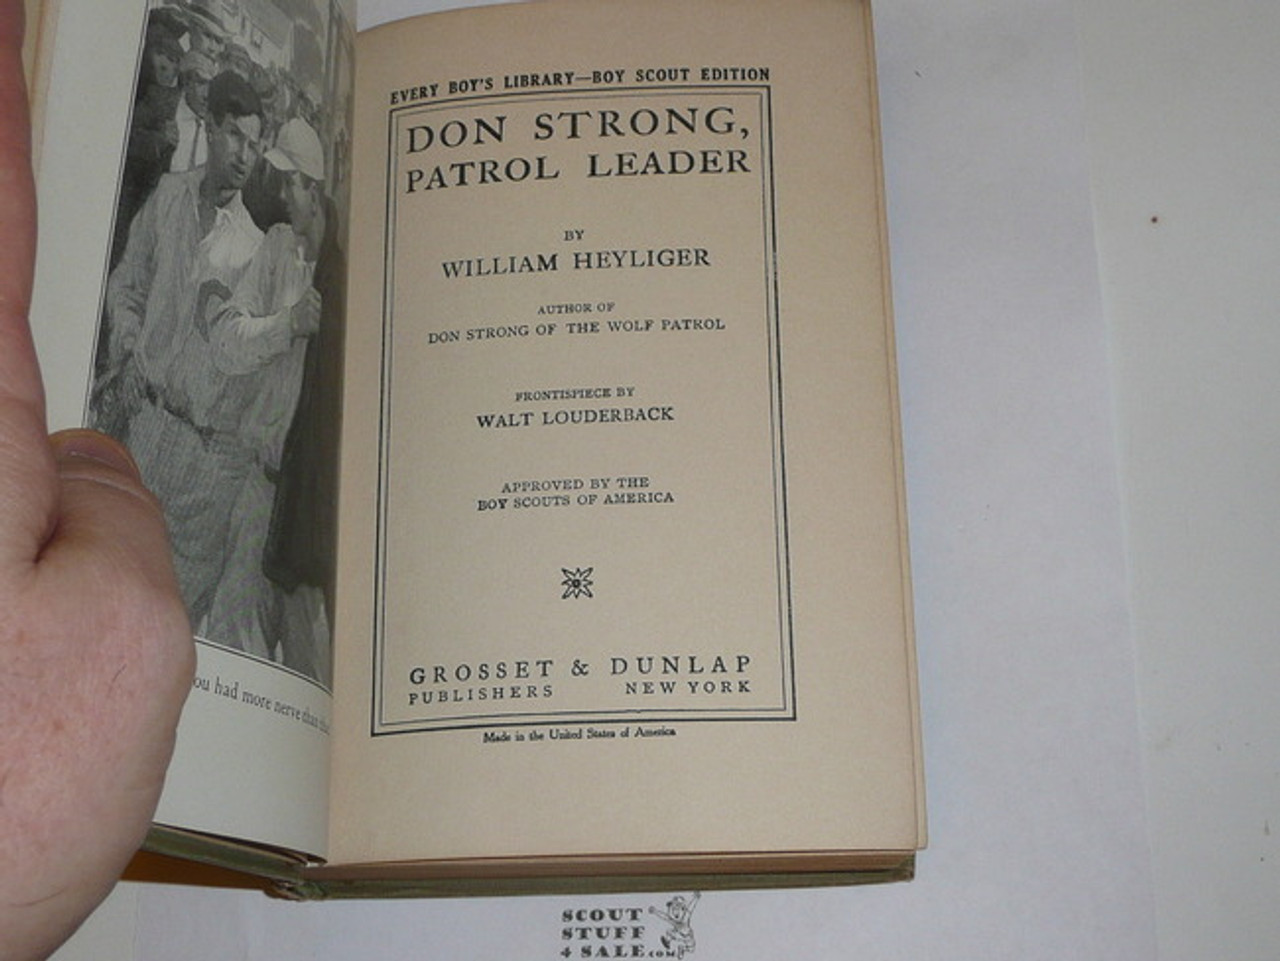 EVERY BOY'S LIBRARY—BOY SCOUT EDITION
DON STRONG,
PATROL LEADER
BY
WILLIAM HEYLIGER
AUTHOR OF
DON STRONG OF THE WOLF PATROL
FRONTISPIECE BY
WALT LOUDERBACK
APPROVED BY THE
BOY SCOUTS OF AMERICA
GROSSET & DUNLAP
PUBLISHERS NEW YORK
Made in the United States of America
had more nerve than
SCOUT
STUFF
4 SALE.COM